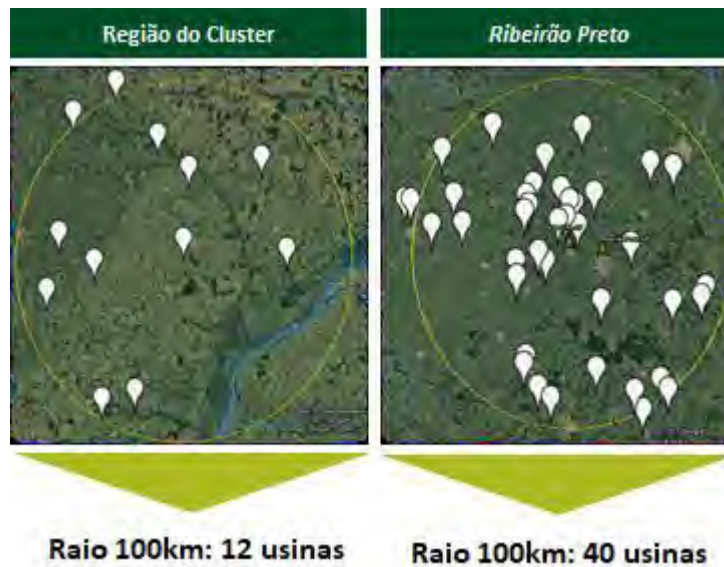 Região do Cluster
Ribeirão Preto
Raio 100km: 12 usinas
Raio 100km: 40 usinas